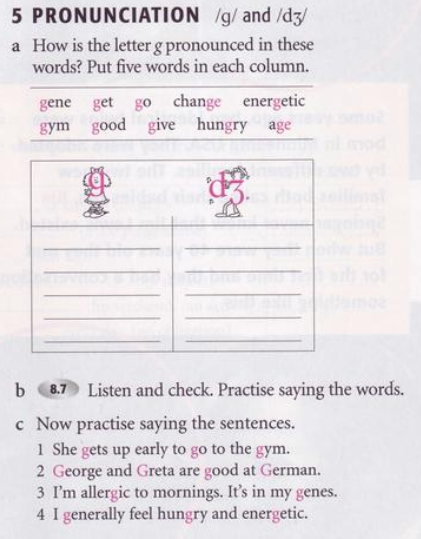 5 PRONUNCIATION /g/ and /dʒ/
a How is the letter g pronounced in these
words? Put five words in each column.
gene get go change energetic
gym good give hungry age
g dʒ
b 8.7 Listen and check. Practise saying the words.
c Now practise saying the sentences.
1 She gets up early to go to the gym.
2 George and Greta are good at German.
3 I'm allergic to mornings. It's in my genes.
4 I generally feel hungry and energetic.